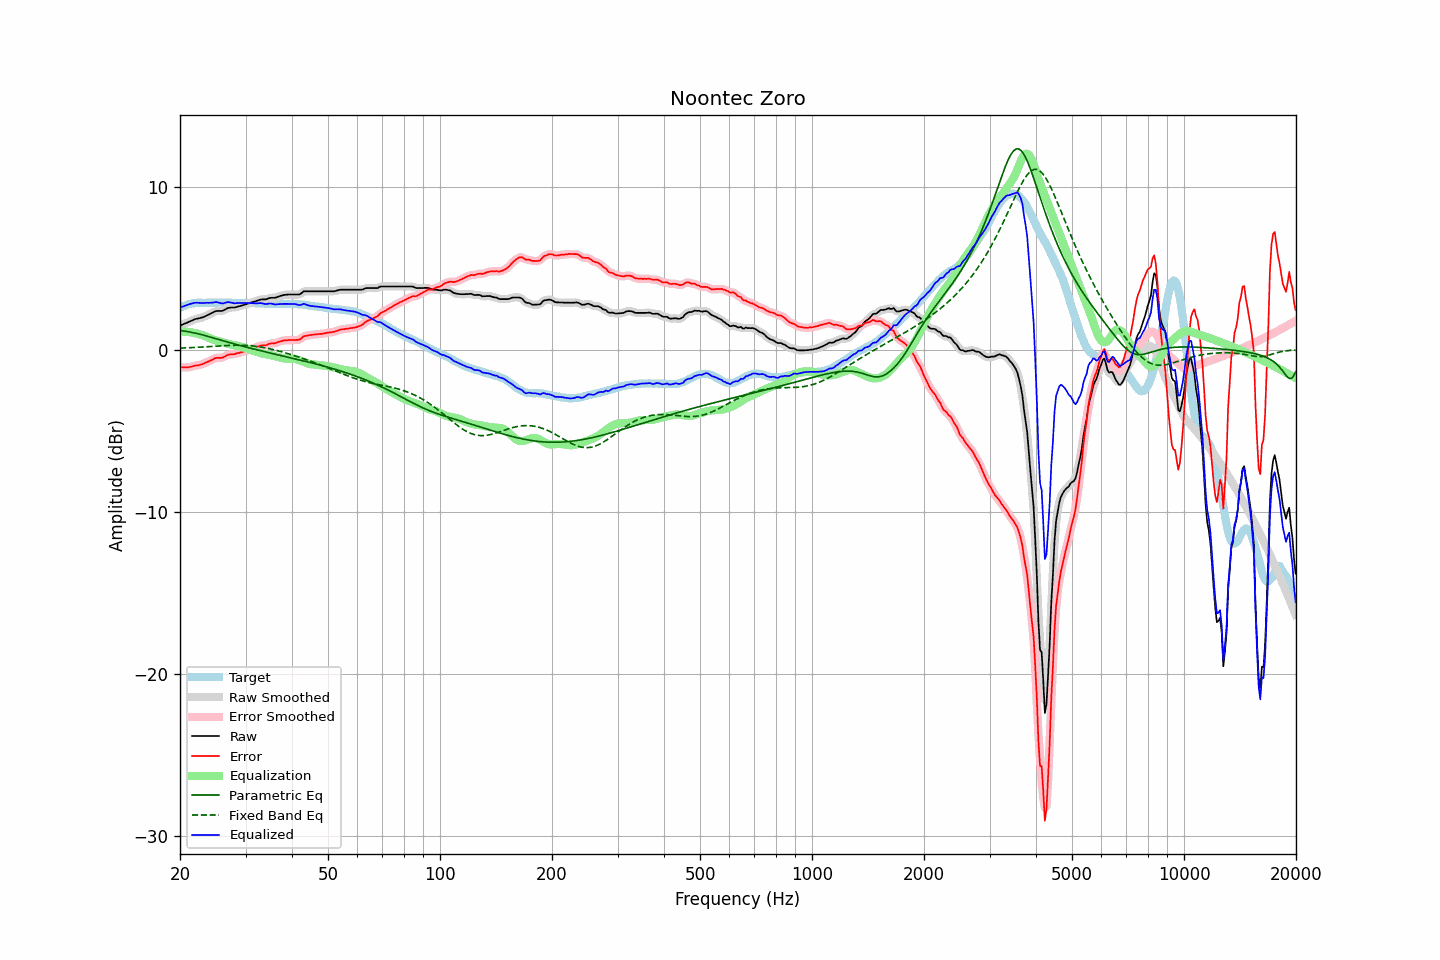 Noontec Zoro
10
0
−10
−20
−30
Amplitude (dBr)
Target
Raw Smoothed
Error Smoothed
Raw
Error
Equalization
Parametric Eq
Fixed Band Eq
Equalized
20 50 100 200 500 1000 2000 5000 10000 20000
Frequency (Hz)